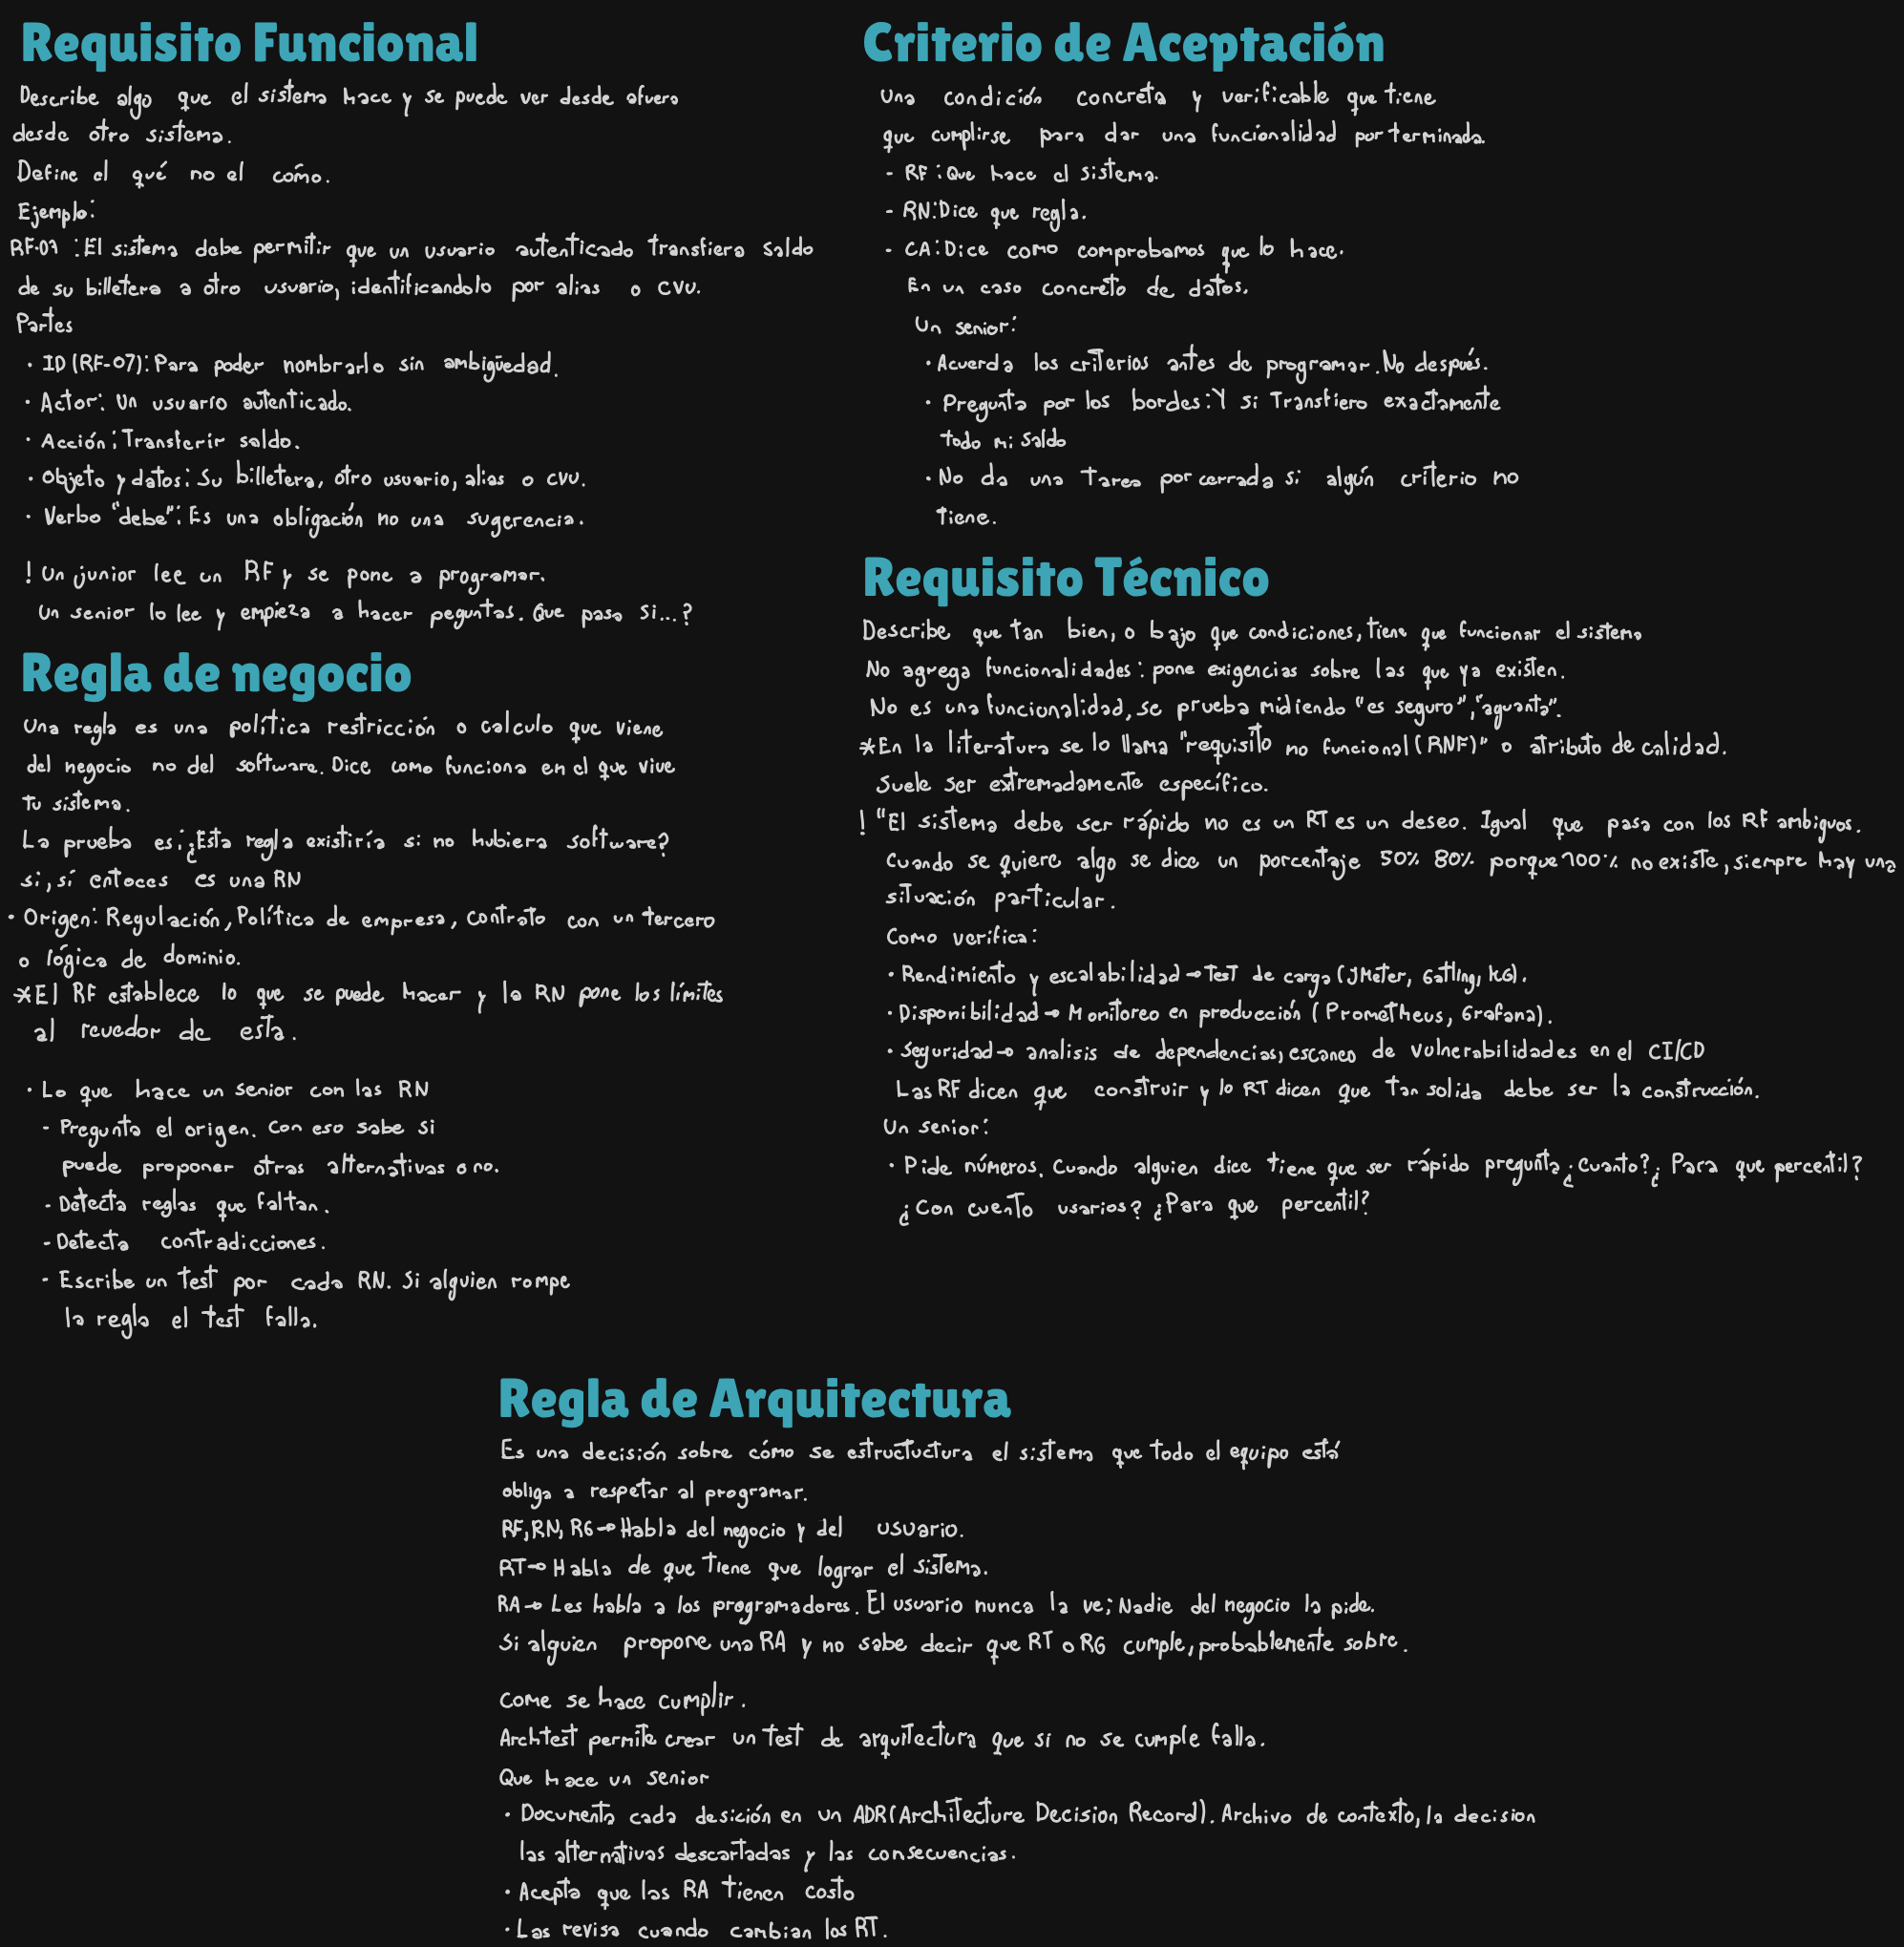 Requisito Funcional
Describe algo que el sistema hace y se puede ver desde afuera
desde otro sistema.
Define el qué no el cómo.
Ejemplo:
RF-07 : El sistema debe permitir que un usuario autenticado transfiera saldo
de su billetera a otro usuario, identificandolo por alias o CVU.
Partes
· ID (RF-07): Para poder nombrarlo sin ambigüedad.
· Actor: Un usuario autenticado.
· Acción: Transferir saldo.
· Objeto y datos: Su billetera, otro usuario, alias o CVU.
· Verbo "debe": Es una obligación no una sugerencia.
! Un junior lee un RF y se pone a programar.
Un senior lo lee y empieza a hacer peguntas. Que pasa si...?
Regla de negocio
Una regla es una política restricción o calculo que viene
del negocio no del software. Dice como funciona en el que vive
tu sistema.
La prueba es: ¿Esta regla existiría si no hubiera software?
si, sí entoces es una RN
· Origen: Regulación, Política de empresa, contrato con un tercero
o lógica de dominio.
*El RF establece lo que se puede hacer y la RN pone los límites
al revedor de esta.
· Lo que hace un senior con las RN
- Pregunta el origen. Con eso sabe si
puede proponer otras alternativas o no.
- Detecta reglas que faltan.
- Detecta contradicciones.
- Escribe un test por cada RN. Si alguien rompe
la regla el test falla.
Criterio de Aceptación
Una condición concreta y verificable que tiene
que cumplirse para dar una funcionalidad por terminada.
- RF: Que hace el sistema.
- RN: Dice que regla.
- CA: Dice como comprobamos que lo hace.
En un caso concreto de datos.
Un senior:
· Acuerda los criterios antes de programar. No después.
· Pregunta por los bordes: Y si Transfiero exactamente
todo mi saldo
· No da una tarea por cerrada si algún criterio no
tiene.
Requisito Técnico
Describe que tan bien, o bajo que condiciones, tiene que funcionar el sistema
No agrega funcionalidades: pone exigencias sobre las que ya existen.
No es una funcionalidad, se prueba midiendo "es seguro", "aguanta".
*En la literatura se lo llama "requisito no funcional (RNF)" o atributo de calidad.
Suele ser extremadamente específico.
! "El sistema debe ser rápido no es un RT es un deseo. Igual que pasa con los RF ambiguos.
Cuando se quiere algo se dice un porcentaje 50% 80% porque 100% no existe, siempre hay una
situación particular.
Como verifica:
· Rendimiento y escalabilidad → Test de carga (JMeter, Gatling, K6).
· Disponibilidad → Monitoreo en producción (Prometheus, Grafana).
· Seguridad → analisis de dependencias, escaneo de vulnerabilidades en el CI/CD
Las RF dicen que construir y lo RT dicen que tan solida debe ser la construcción.
Un senior:
· Pide números. Cuando alguien dice tiene que ser rápido pregunta ¿cuanto? ¿Para que percentil?
¿Con cuento usarios? ¿Para que percentil?
Regla de Arquitectura
Es una decisión sobre cómo se estructuctura el sistema que todo el equipo está
obliga a respetar al programar.
RF, RN, RG → Habla del negocio y del usuario.
RT → Habla de que tiene que lograr el sistema.
RA → Les habla a los programadores. El usuario nunca la ve; Nadie del negocio la pide.
Si alguien propone una RA y no sabe decir que RT o RG cumple, probablemente sobre.
Come se hace cumplir.
Archtest permite crear un test de arquitectura que si no se cumple falla.
Que hace un senior
· Documenta cada desición en un ADR (Architecture Decision Record). Archivo de contexto, la decision
las alternativas descartadas y las consecuencias.
· Acepta que las RA tienen costo
· Las revisa cuando cambian los RT.